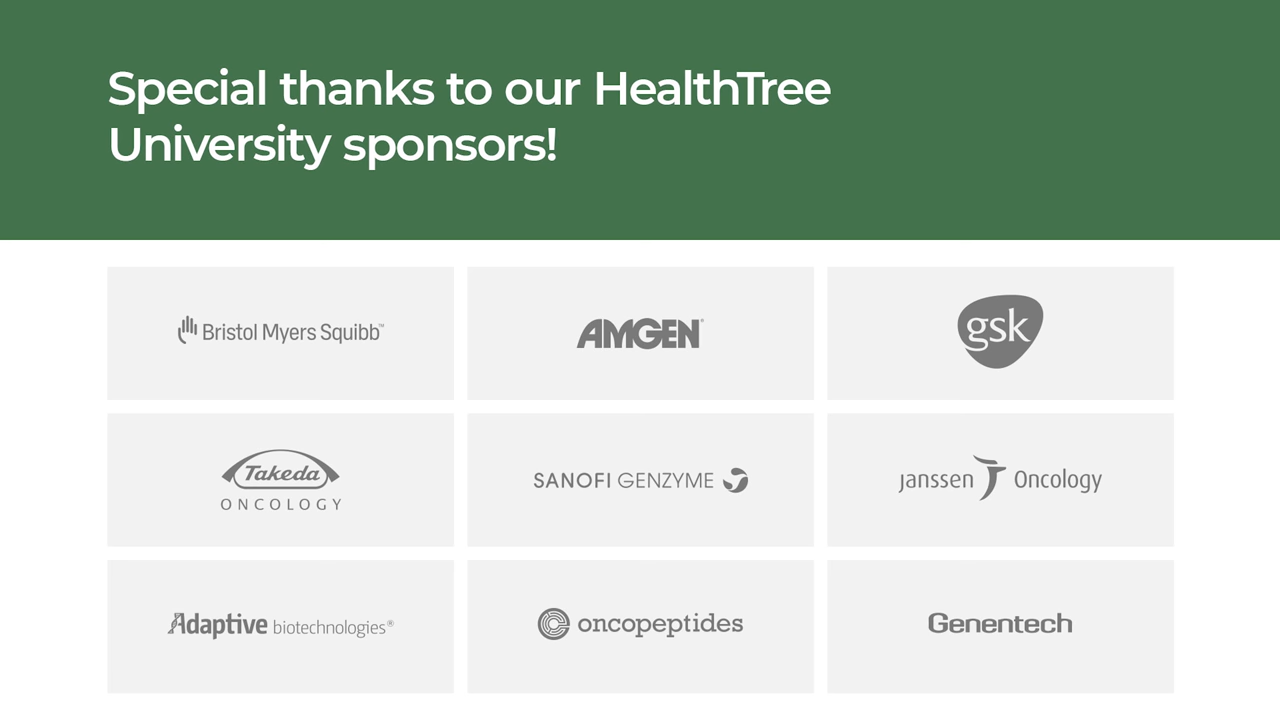 Special thanks to our HealthTree
University sponsors!
Bristol Myers Squibb™
AMGEN®
gsk
Takeda
ONCOLOGY
SANOFI GENZYME
janssen Oncology
Adaptive biotechnologies®
oncopeptides
Genentech